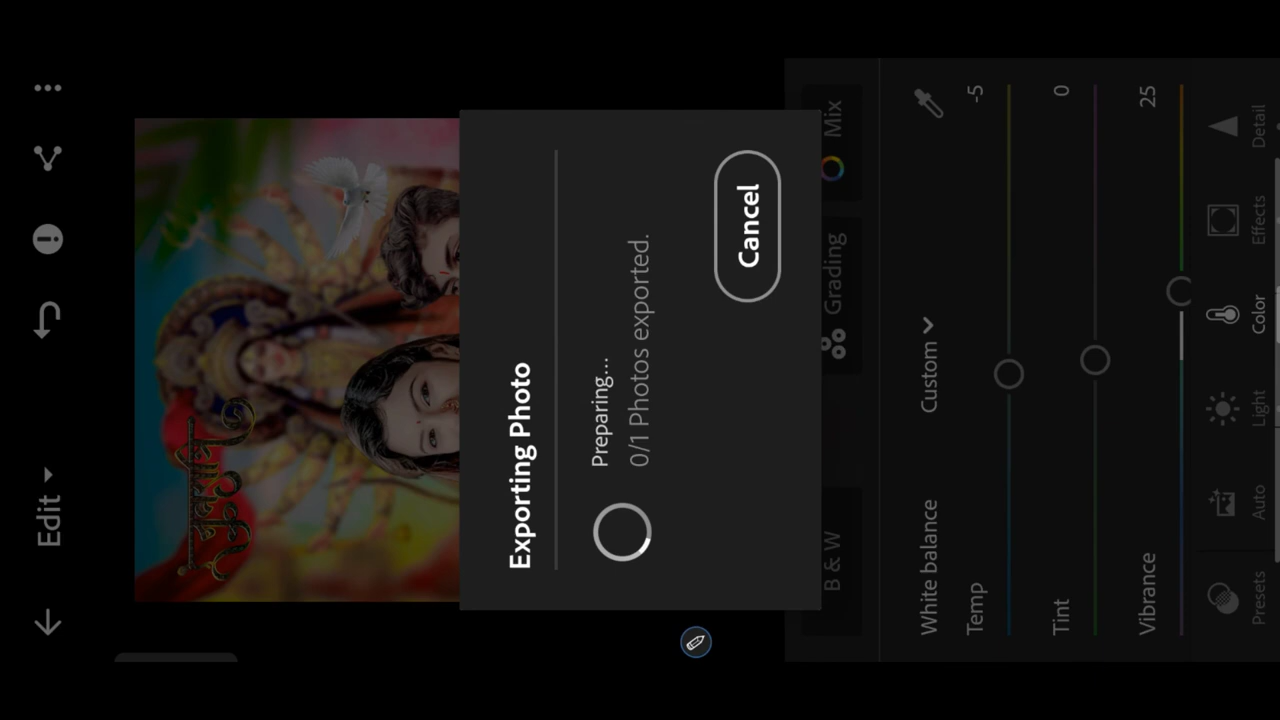 Edit
Exporting Photo
Preparing...
0/1 Photos exported.
Cancel
B & W Grading Mix
White balance Custom
Temp -5
Tint 0
Vibrance 25
Presets Auto Light Color Effects Detail